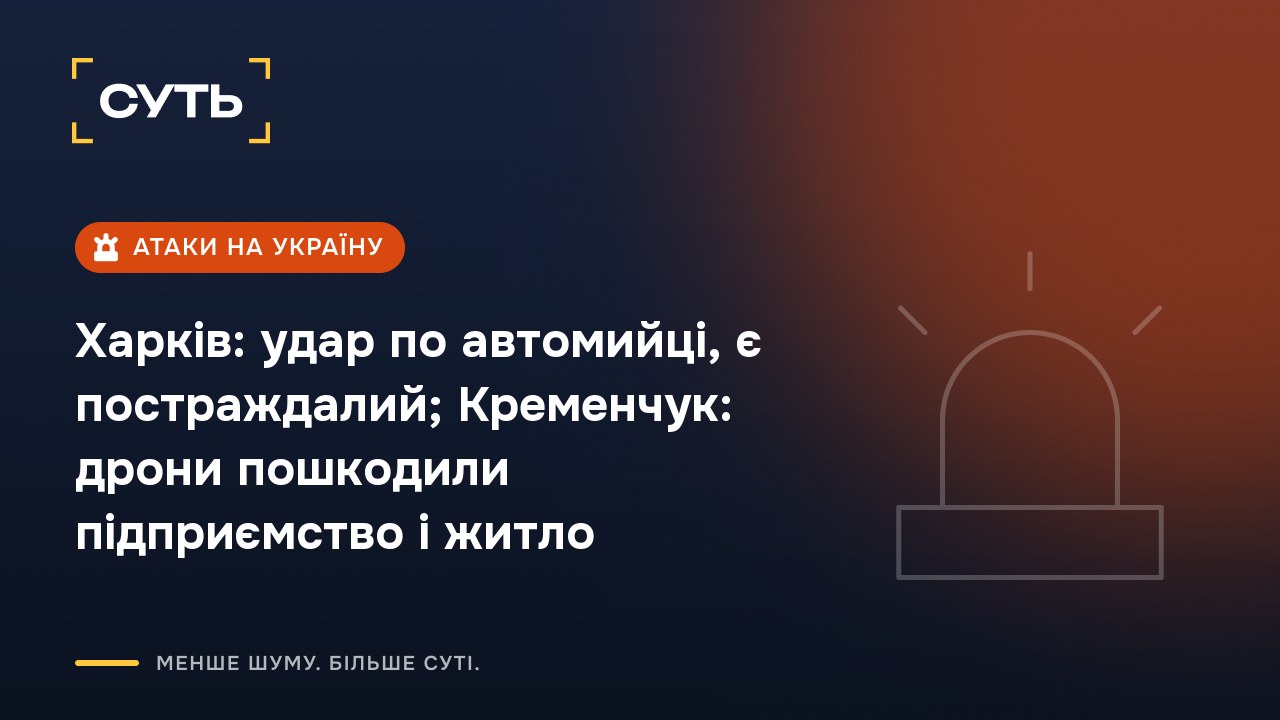 СУТЬ
АТАКИ НА УКРАЇНУ
Харків: удар по автомийці, є
постраждалий; Кременчук:
дрони пошкодили
підприємство і житло
МЕНШЕ ШУМУ. БІЛЬШЕ СУТІ.